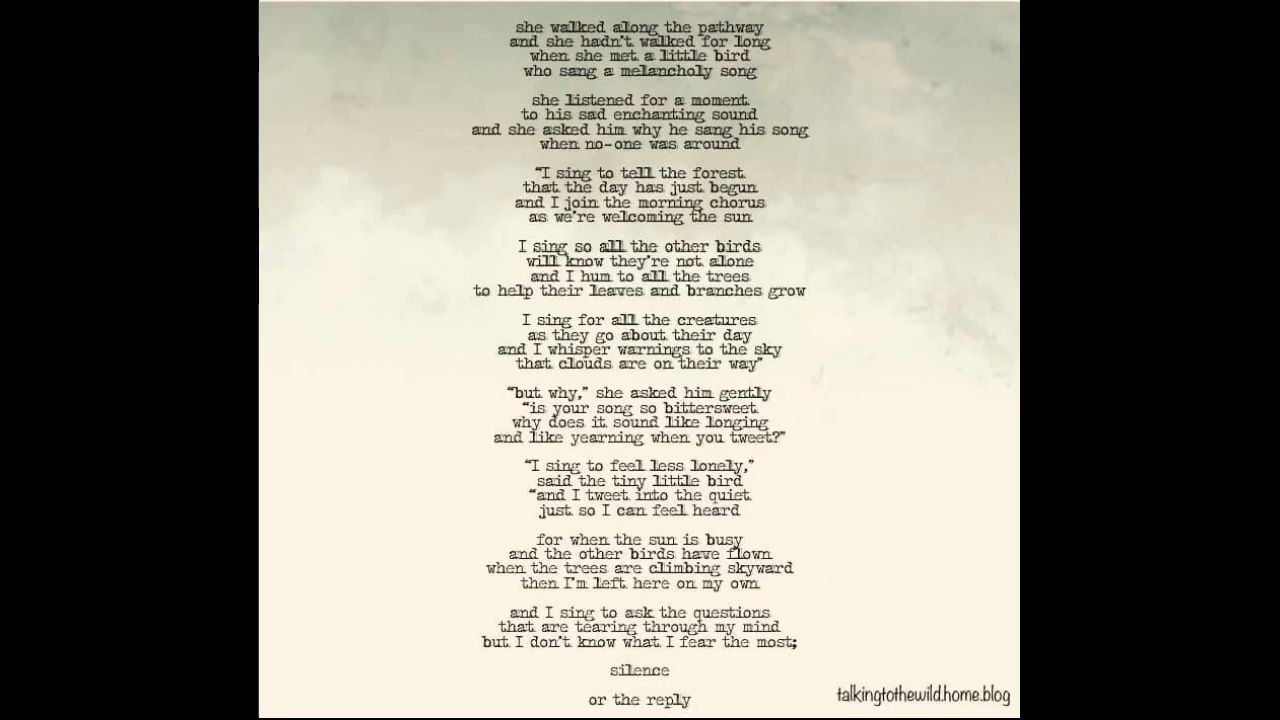 she walked along the pathway
and she hadn't walked for long
when she met a little bird
who sang a melancholy song
she listened for a moment
to his sad enchanting sound
and she asked him why he sang his song
when no-one was around
"I sing to tell the forest
that the day has just begun
and I join the morning chorus
as we're welcoming the sun
I sing so all the other birds
will know they're not alone
and I hum to all the trees
to help their leaves and branches grow
I sing for all the creatures
as they go about their day
and I whisper warnings to the sky
that clouds are on their way"
"but why," she asked him gently
"is your song so bittersweet
why does it sound like longing
and like yearning when you tweet?"
"I sing to feel less lonely,"
said the tiny little bird
"and I tweet into the quiet
just so I can feel heard
for when the sun is busy
and the other birds have flown
when the trees are climbing skyward
then I'm left here on my own
and I sing to ask the questions
that are tearing through my mind
but I don't know what I fear the most;
silence
or the reply
talkingtothewild.home.blog